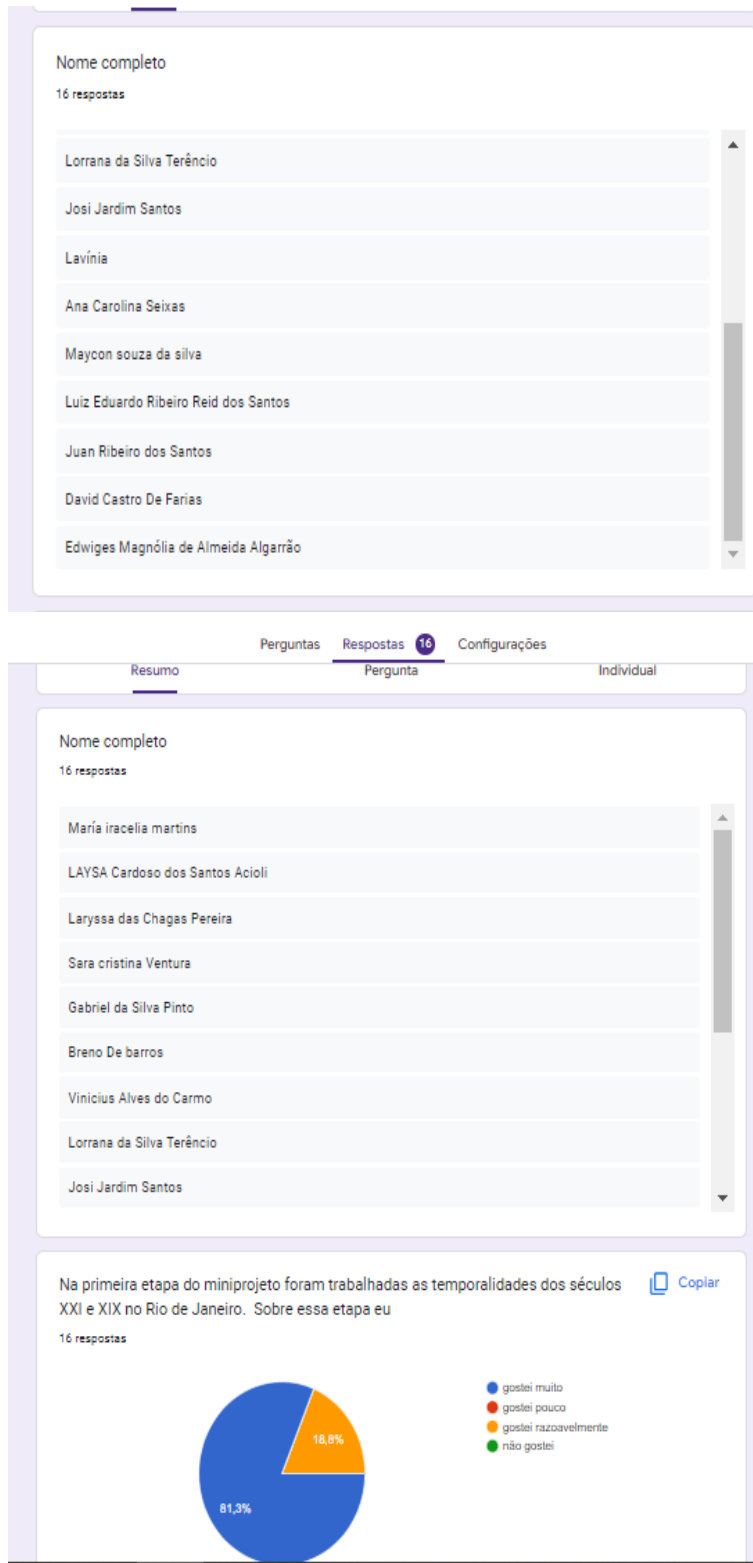 Nome completo
16 respostas
Lorrana da Silva Terêncio
Josi Jardim Santos
Lavínia
Ana Carolina Seixas
Maycon souza da silva
Luiz Eduardo Ribeiro Reid dos Santos
Juan Ribeiro dos Santos
David Castro De Farias
Edwiges Magnólia de Almeida Algarrão
Perguntas Respostas 16 Configurações
Resumo Pergunta Individual
Nome completo
16 respostas
María iracelia martins
LAYSA Cardoso dos Santos Acioli
Laryssa das Chagas Pereira
Sara cristina Ventura
Gabriel da Silva Pinto
Breno De barros
Vinicius Alves do Carmo
Lorrana da Silva Terêncio
Josi Jardim Santos
Na primeira etapa do miniprojeto foram trabalhadas as temporalidades dos séculos Copiar
XXI e XIX no Rio de Janeiro. Sobre essa etapa eu
16 respostas
gostei muito
gostei pouco
gostei razoavelmente
não gostei
18,8%
81,3%